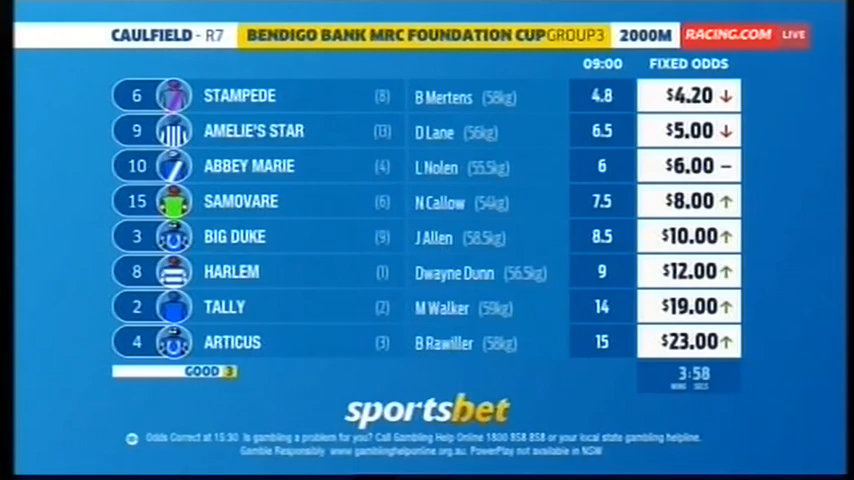 CAULFIELD - R7 BENDIGO BANK MRC FOUNDATION CUP GROUP 3 2000M RACING.COM LIVE
09:00 FIXED ODDS
6 STAMPEDE (8) B Mertens (58kg) 4.8 $4.20 ↓
9 AMELIE'S STAR (13) D Lane (56kg) 6.5 $5.00 ↓
10 ABBEY MARIE (4) L Nolen (55.5kg) 6 $6.00 –
15 SAMOVARE (6) N Callow (54kg) 7.5 $8.00 ↑
3 BIG DUKE (9) J Allen (58.5kg) 8.5 $10.00 ↑
8 HARLEM (1) Dwayne Dunn (56.5kg) 9 $12.00 ↑
2 TALLY (2) M Walker (59kg) 14 $19.00 ↑
4 ARTICUS (3) B Rawiller (58kg) 15 $23.00 ↑
GOOD 3 3:58
MINS SECS
sportsbet
Odds Correct at 15:30 Is gambling a problem for you? Call Gambling Help Online 1800 858 858 or your local state gambling helpline.
Gamble Responsibly www.gamblinghelponline.org.au. PowerPlay not available in NSW